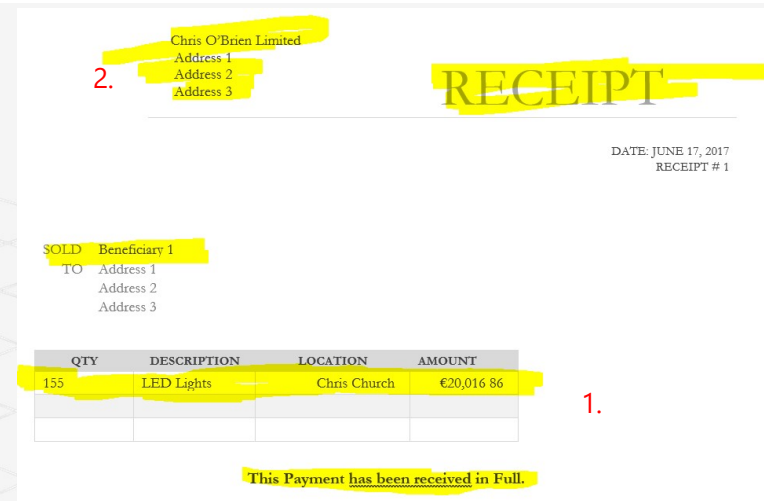 Chris O'Brien Limited
Address 1
2.
Address 2
Address 3
RECEIPT
DATE: JUNE 17, 2017
RECEIPT # 1
SOLD Beneficiary 1
TO Address 1
Address 2
Address 3
QTY DESCRIPTION LOCATION AMOUNT
155 LED Lights Chris Church €20,016 86
1.
This Payment has been received in Full.